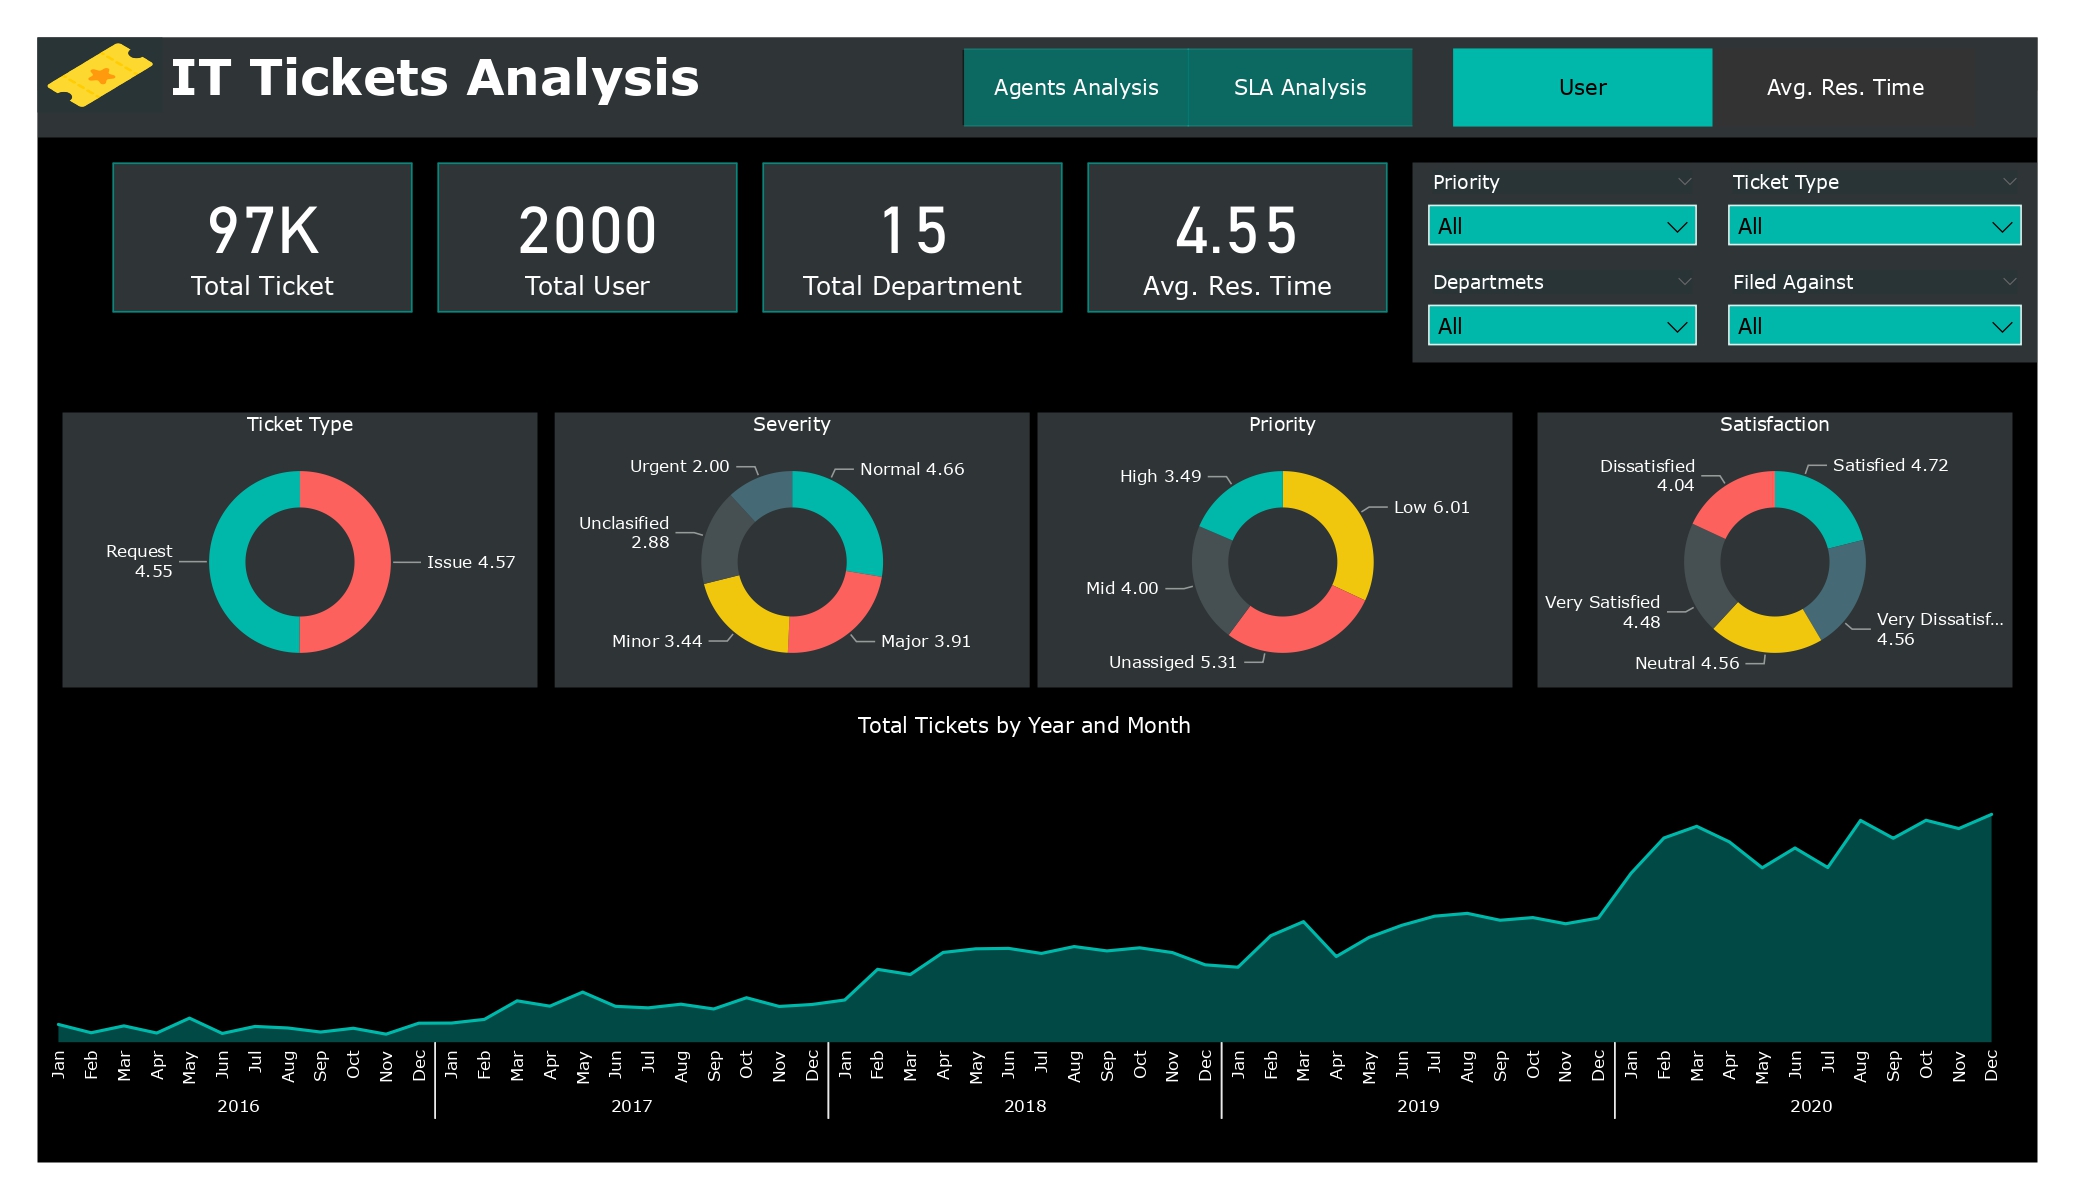 IT Tickets Analysis
Agents Analysis
SLA Analysis
User
Avg. Res. Time
97K
Total Ticket
2000
Total User
15
Total Department
4.55
Avg. Res. Time
Priority
All
Ticket Type
All
Departmets
All
Filed Against
All
Ticket Type
Request
4.55
Issue 4.57
Severity
Urgent 2.00
Normal 4.66
Unclasified
2.88
Minor 3.44
Major 3.91
Priority
High 3.49
Low 6.01
Mid 4.00
Unassiged 5.31
Satisfaction
Dissatisfied
4.04
Satisfied 4.72
Very Satisfied
4.48
Very Dissatisf...
4.56
Neutral 4.56
Total Tickets by Year and Month
Jan Feb Mar Apr May Jun Jul Aug Sep Oct Nov Dec Jan Feb Mar Apr May Jun Jul Aug Sep Oct Nov Dec Jan Feb Mar Apr May Jun Jul Aug Sep Oct Nov Dec Jan Feb Mar Apr May Jun Jul Aug Sep Oct Nov Dec Jan Feb Mar Apr May Jun Jul Aug Sep Oct Nov Dec
2016 2017 2018 2019 2020